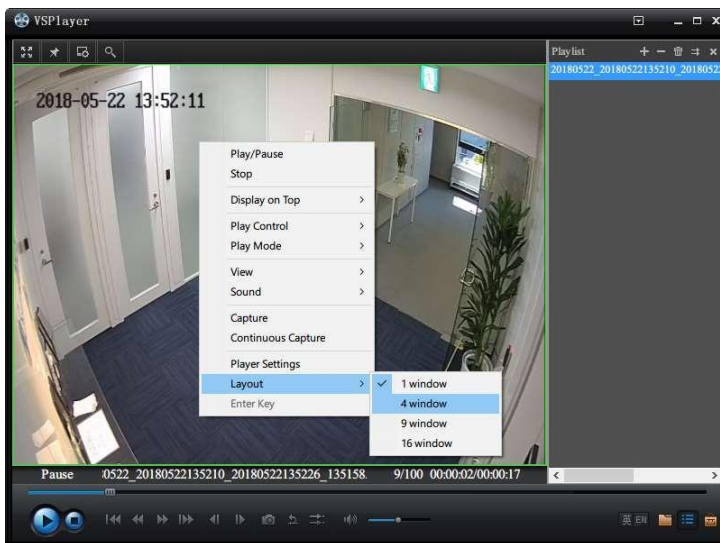 VSPlayer
Playlist
20180522_20180522135210_2018052
2018-05-22 13:52:11
Play/Pause
Stop
Display on Top
Play Control
Play Mode
View
Sound
Capture
Continuous Capture
Player Settings
Layout
Enter Key
1 window
4 window
9 window
16 window
Pause 0522_20180522135210_20180522135226_135158. 9/100 00:00:02/00:00:17
英 EN